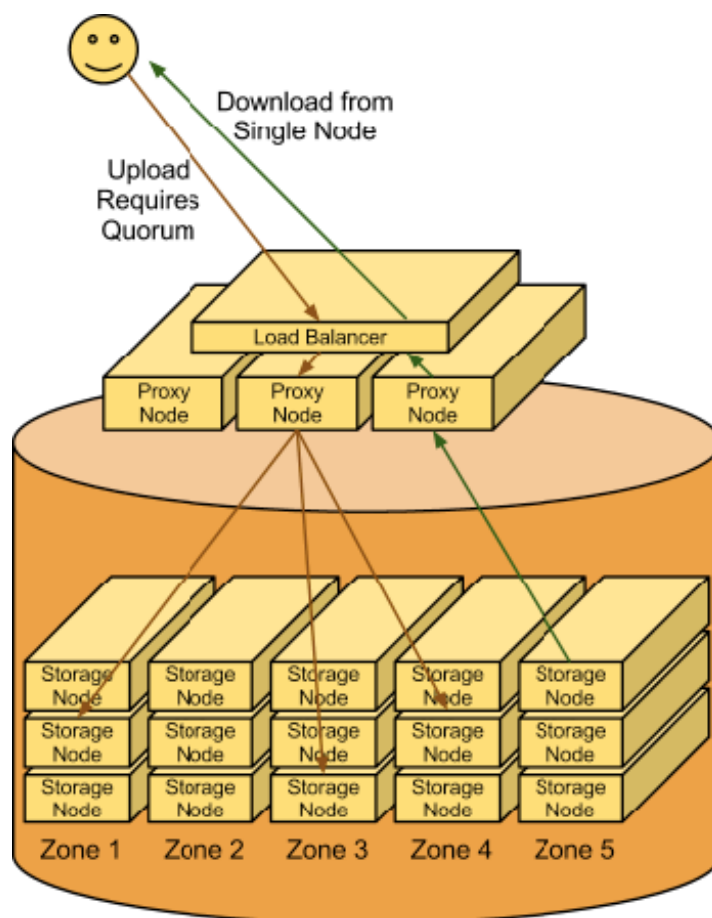 Download from
Single Node
Upload
Requires
Quorum
Load Balancer
Proxy
Node
Proxy
Node
Proxy
Node
Storage
Node
Storage
Node
Storage
Node
Storage
Node
Storage
Node
Storage
Node
Storage
Node
Storage
Node
Storage
Node
Storage
Node
Storage
Node
Storage
Node
Storage
Node
Storage
Node
Storage
Node
Zone 1
Zone 2
Zone 3
Zone 4
Zone 5